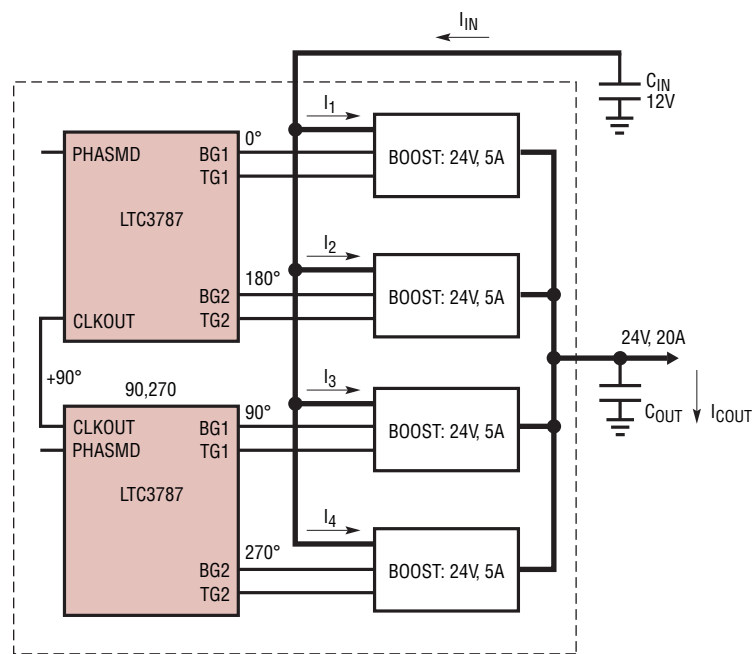 I_IN
C_IN
12V
I_1
0°
PHASMD
BG1
TG1
BOOST: 24V, 5A
LTC3787
I_2
180°
BG2
TG2
CLKOUT
BOOST: 24V, 5A
24V, 20A
+90°
90,270
I_3
90°
C_OUT
I_COUT
CLKOUT
BG1
PHASMD
TG1
BOOST: 24V, 5A
LTC3787
I_4
270°
BG2
TG2
BOOST: 24V, 5A